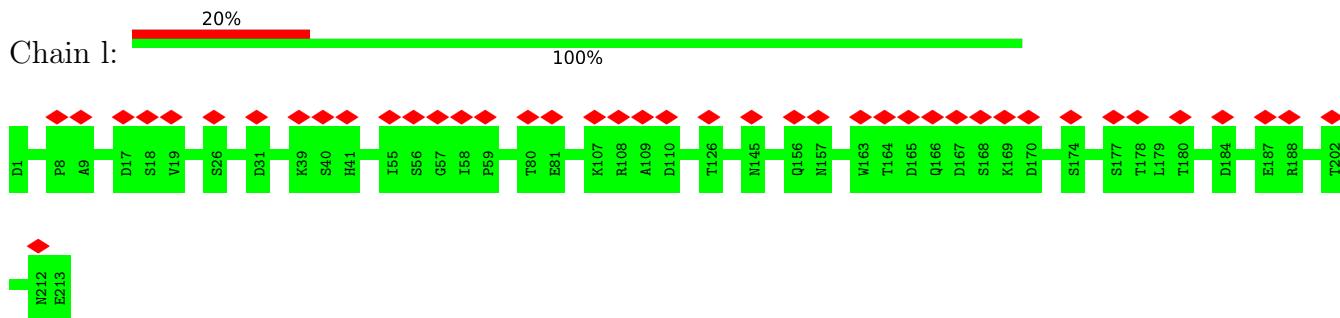 20%
Chain l:
100%
D1 P8 A9 D17 S18 V19 S26 D31 K39 S40 H41 I55 S56 G57 I58 P59 T80 E81 K107 R108 A109 D110 T126 N145 Q156 N157 W163 T164 D165 Q166 D167 S168 K169 D170 S174 S177 T178 L179 T180 D184 E187 R188 T202
N212 E213